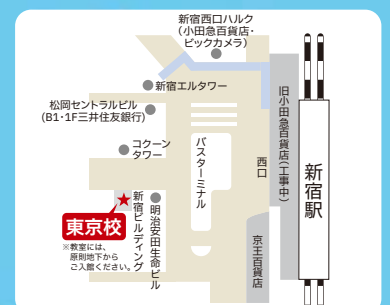 新宿西口ハルク
(小田急百貨店・
ビックカメラ)
新宿エルタワー
松岡セントラルビル
(B1・1F三井住友銀行)
コクーン
タワー
バスターミナル
西口
旧小田急百貨店(工事中)
新宿駅
新宿ビルディング
明治安田生命ビル
京王百貨店
東京校
※教室には、
原則地下から
ご入館ください。